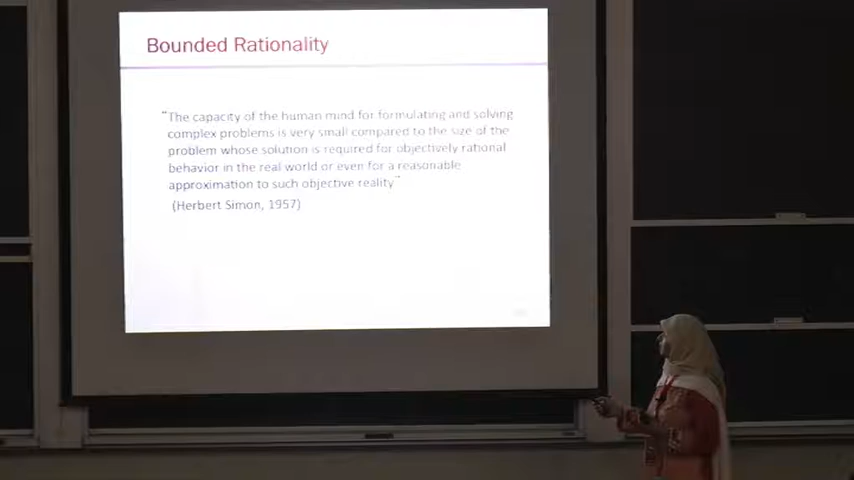 Bounded Rationality
"The capacity of the human mind for formulating and solving
complex problems is very small compared to the size of the
problem whose solution is required for objectively rational
behavior in the real world or even for a reasonable
approximation to such objective reality"
(Herbert Simon, 1957)